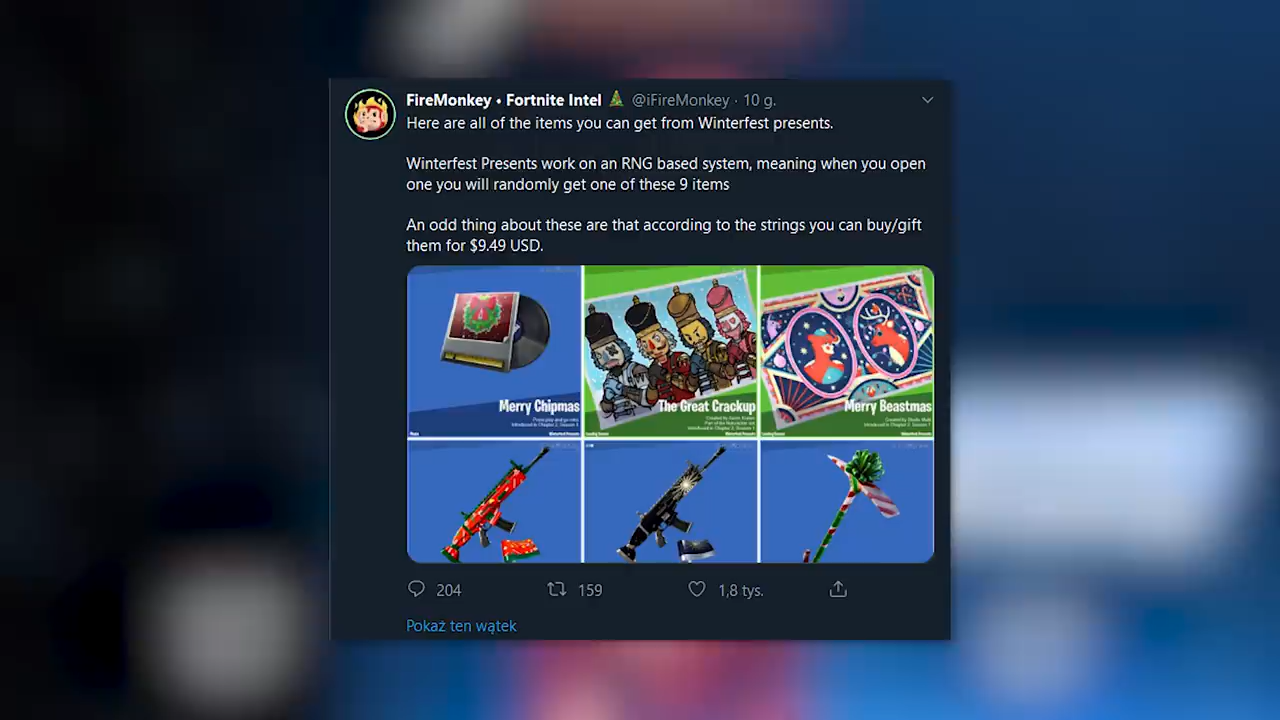 FireMonkey • Fortnite Intel 🎄 @iFireMonkey · 10 g.
Here are all of the items you can get from Winterfest presents.
Winterfest Presents work on an RNG based system, meaning when you open
one you will randomly get one of these 9 items
An odd thing about these are that according to the strings you can buy/gift
them for $9.49 USD.
Merry Chipmas
The Great Crackup
Merry Beastmas
204 159 1,8 tys.
Pokaż ten wątek